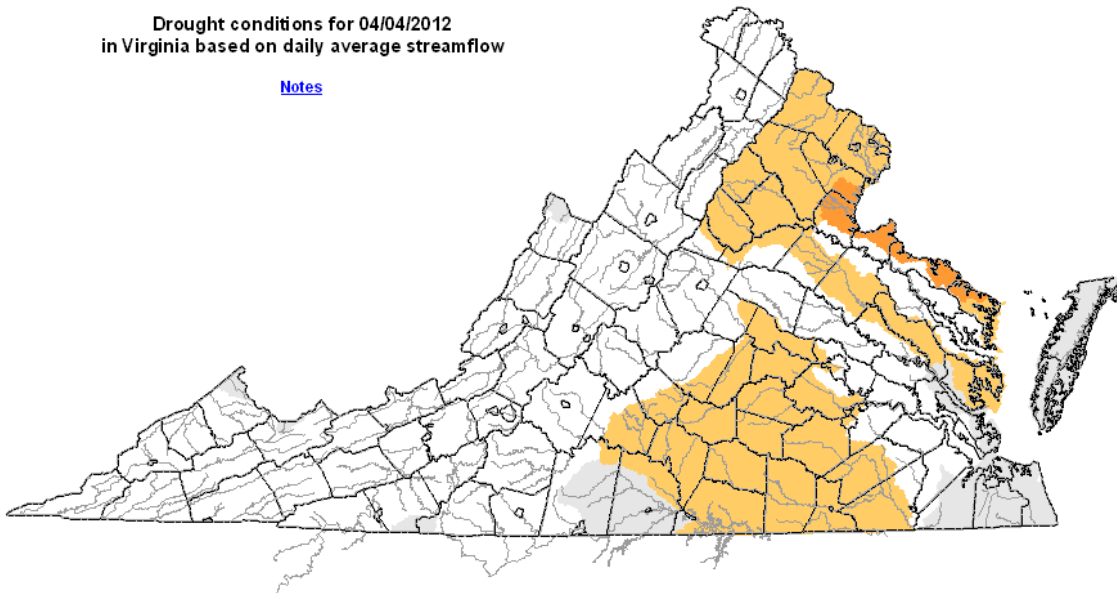 Drought conditions for 04/04/2012
in Virginia based on daily average streamflow
Notes